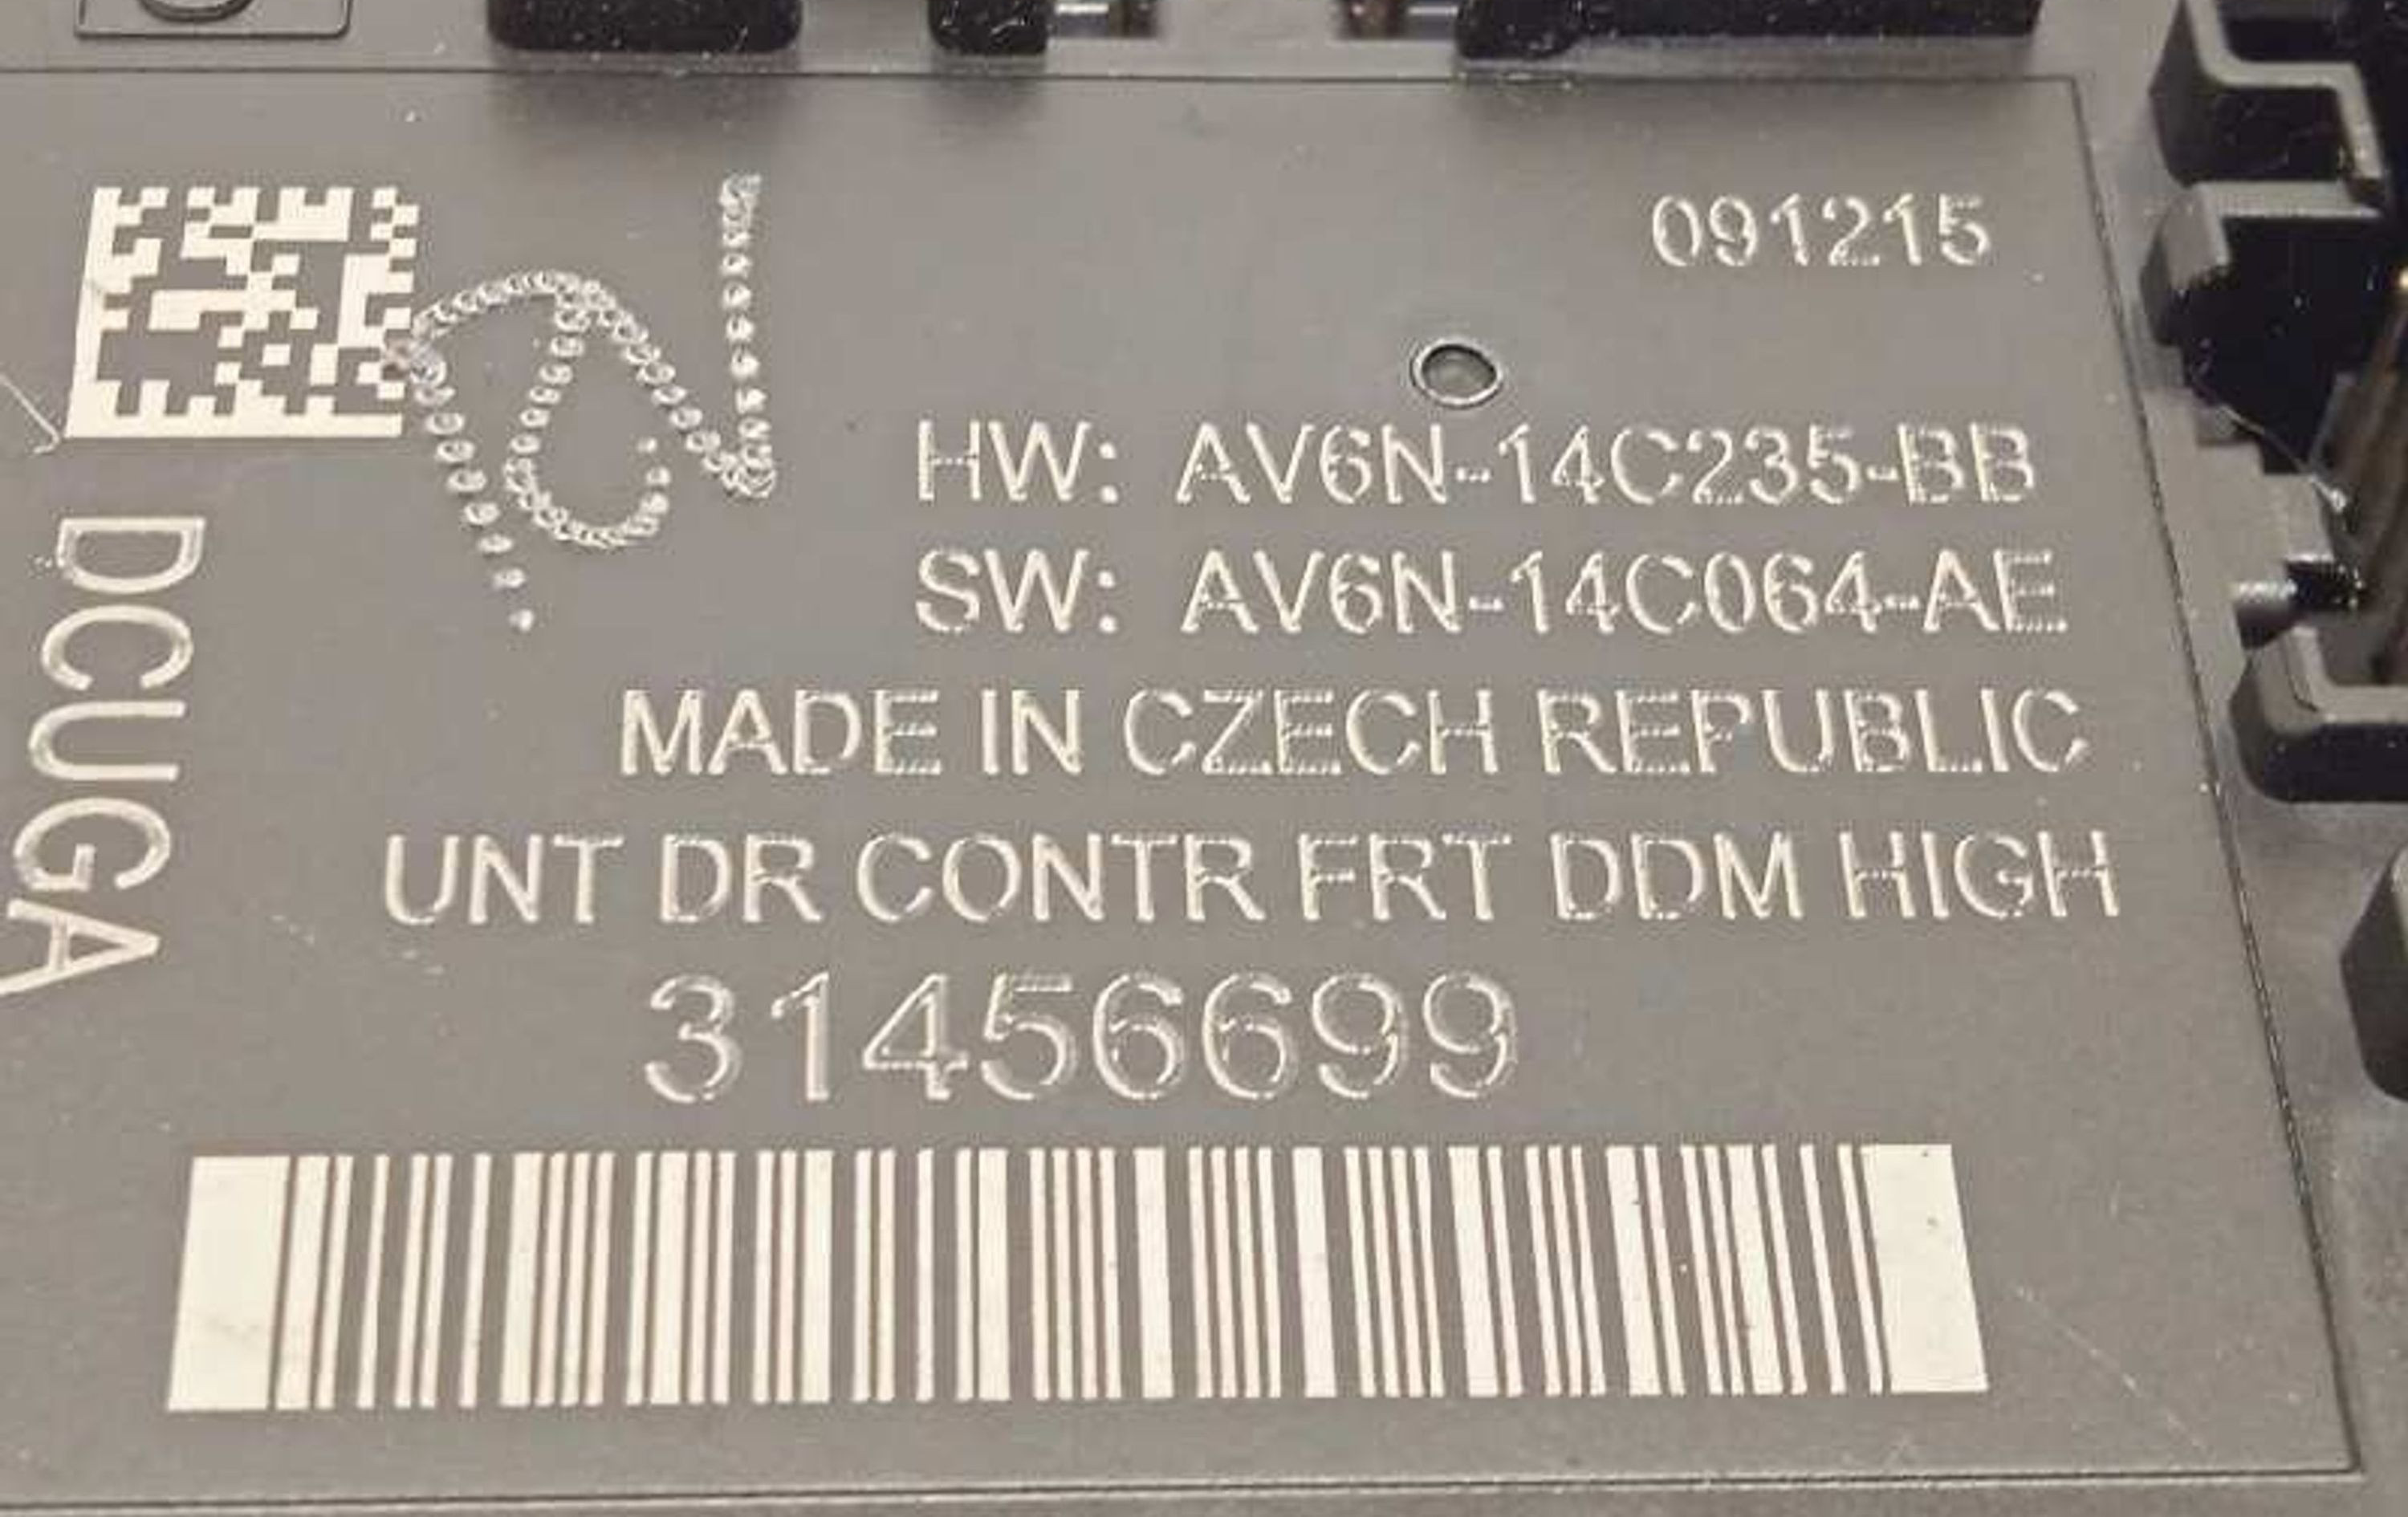 091215
HW: AV6N-14C235-BB
SW: AV6N-14C064-AE
MADE IN CZECH REPUBLIC
UNT DR CONTR FRT DDM HIGH
31456699
DCUGA